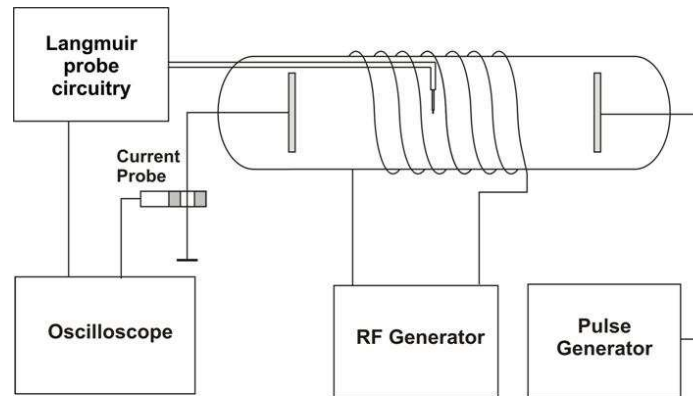 Langmuir
probe
circuitry
Current
Probe
Oscilloscope
RF Generator
Pulse
Generator